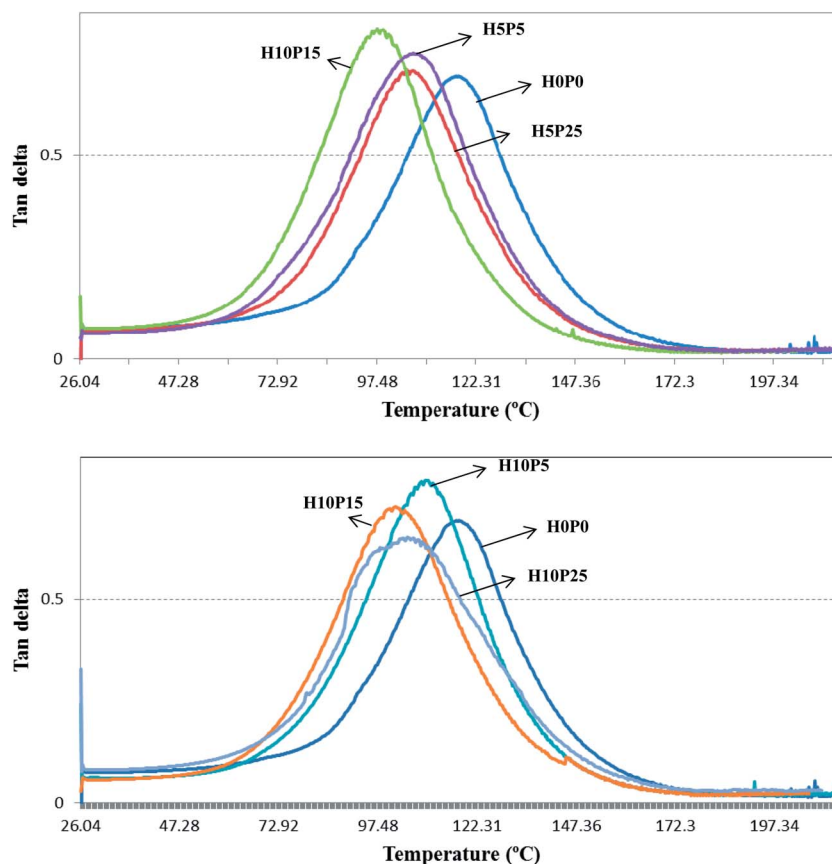 H5P5
H10P15
H0P0
H5P25
Tan delta
0.5
0
26.04 47.28 72.92 97.48 122.31 147.36 172.3 197.34
Temperature (ºC)
H10P5
H10P15
H0P0
H10P25
Tan delta
0.5
0
26.04 47.28 72.92 97.48 122.31 147.36 172.3 197.34
Temperature (ºC)